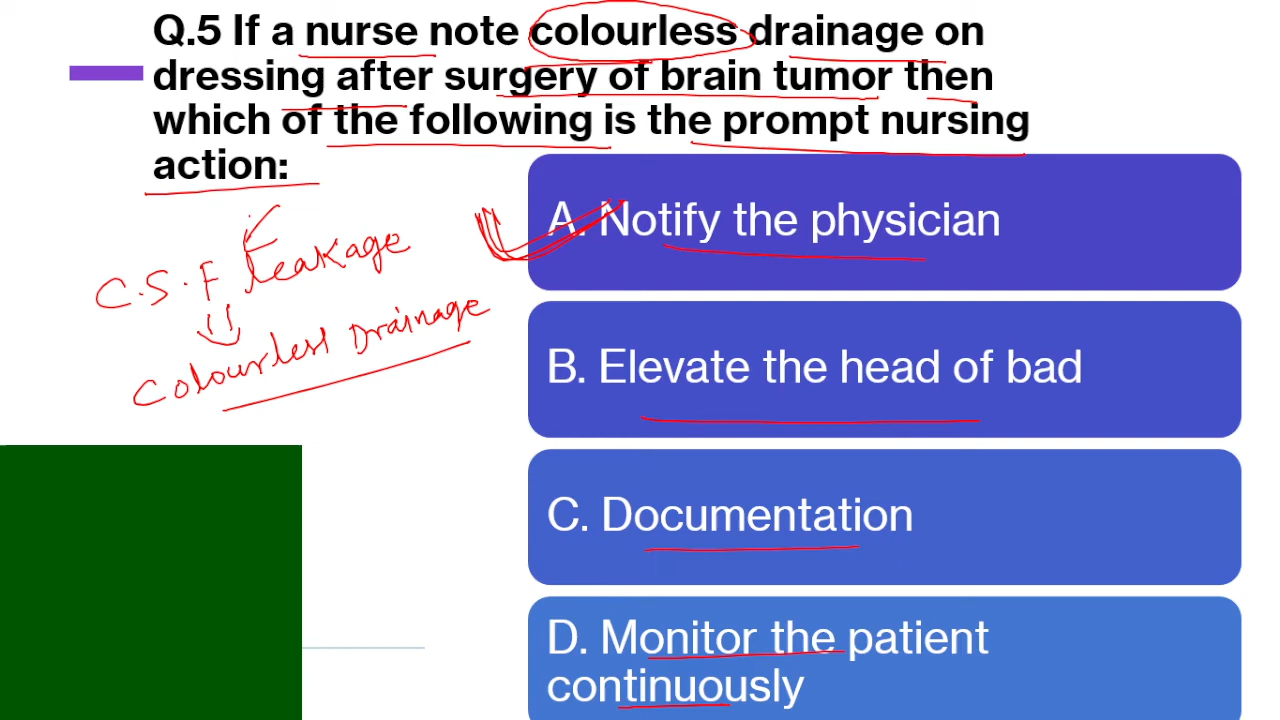 Q.5 If a nurse note colourless drainage on
dressing after surgery of brain tumor then
which of the following is the prompt nursing
action:
A. Notify the physician
C.S.F leakage
Colourless Drainage
B. Elevate the head of bad
C. Documentation
D. Monitor the patient
continuously